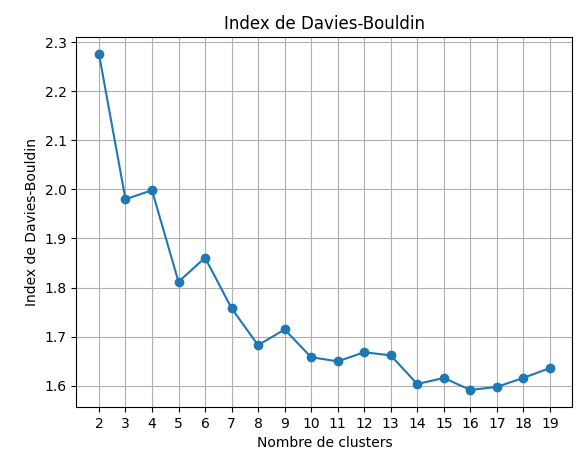 Index de Davies-Bouldin
2.3
2.2
2.1
2.0
1.9
1.8
1.7
1.6
Index de Davies-Bouldin
2 3 4 5 6 7 8 9 10 11 12 13 14 15 16 17 18 19
Nombre de clusters